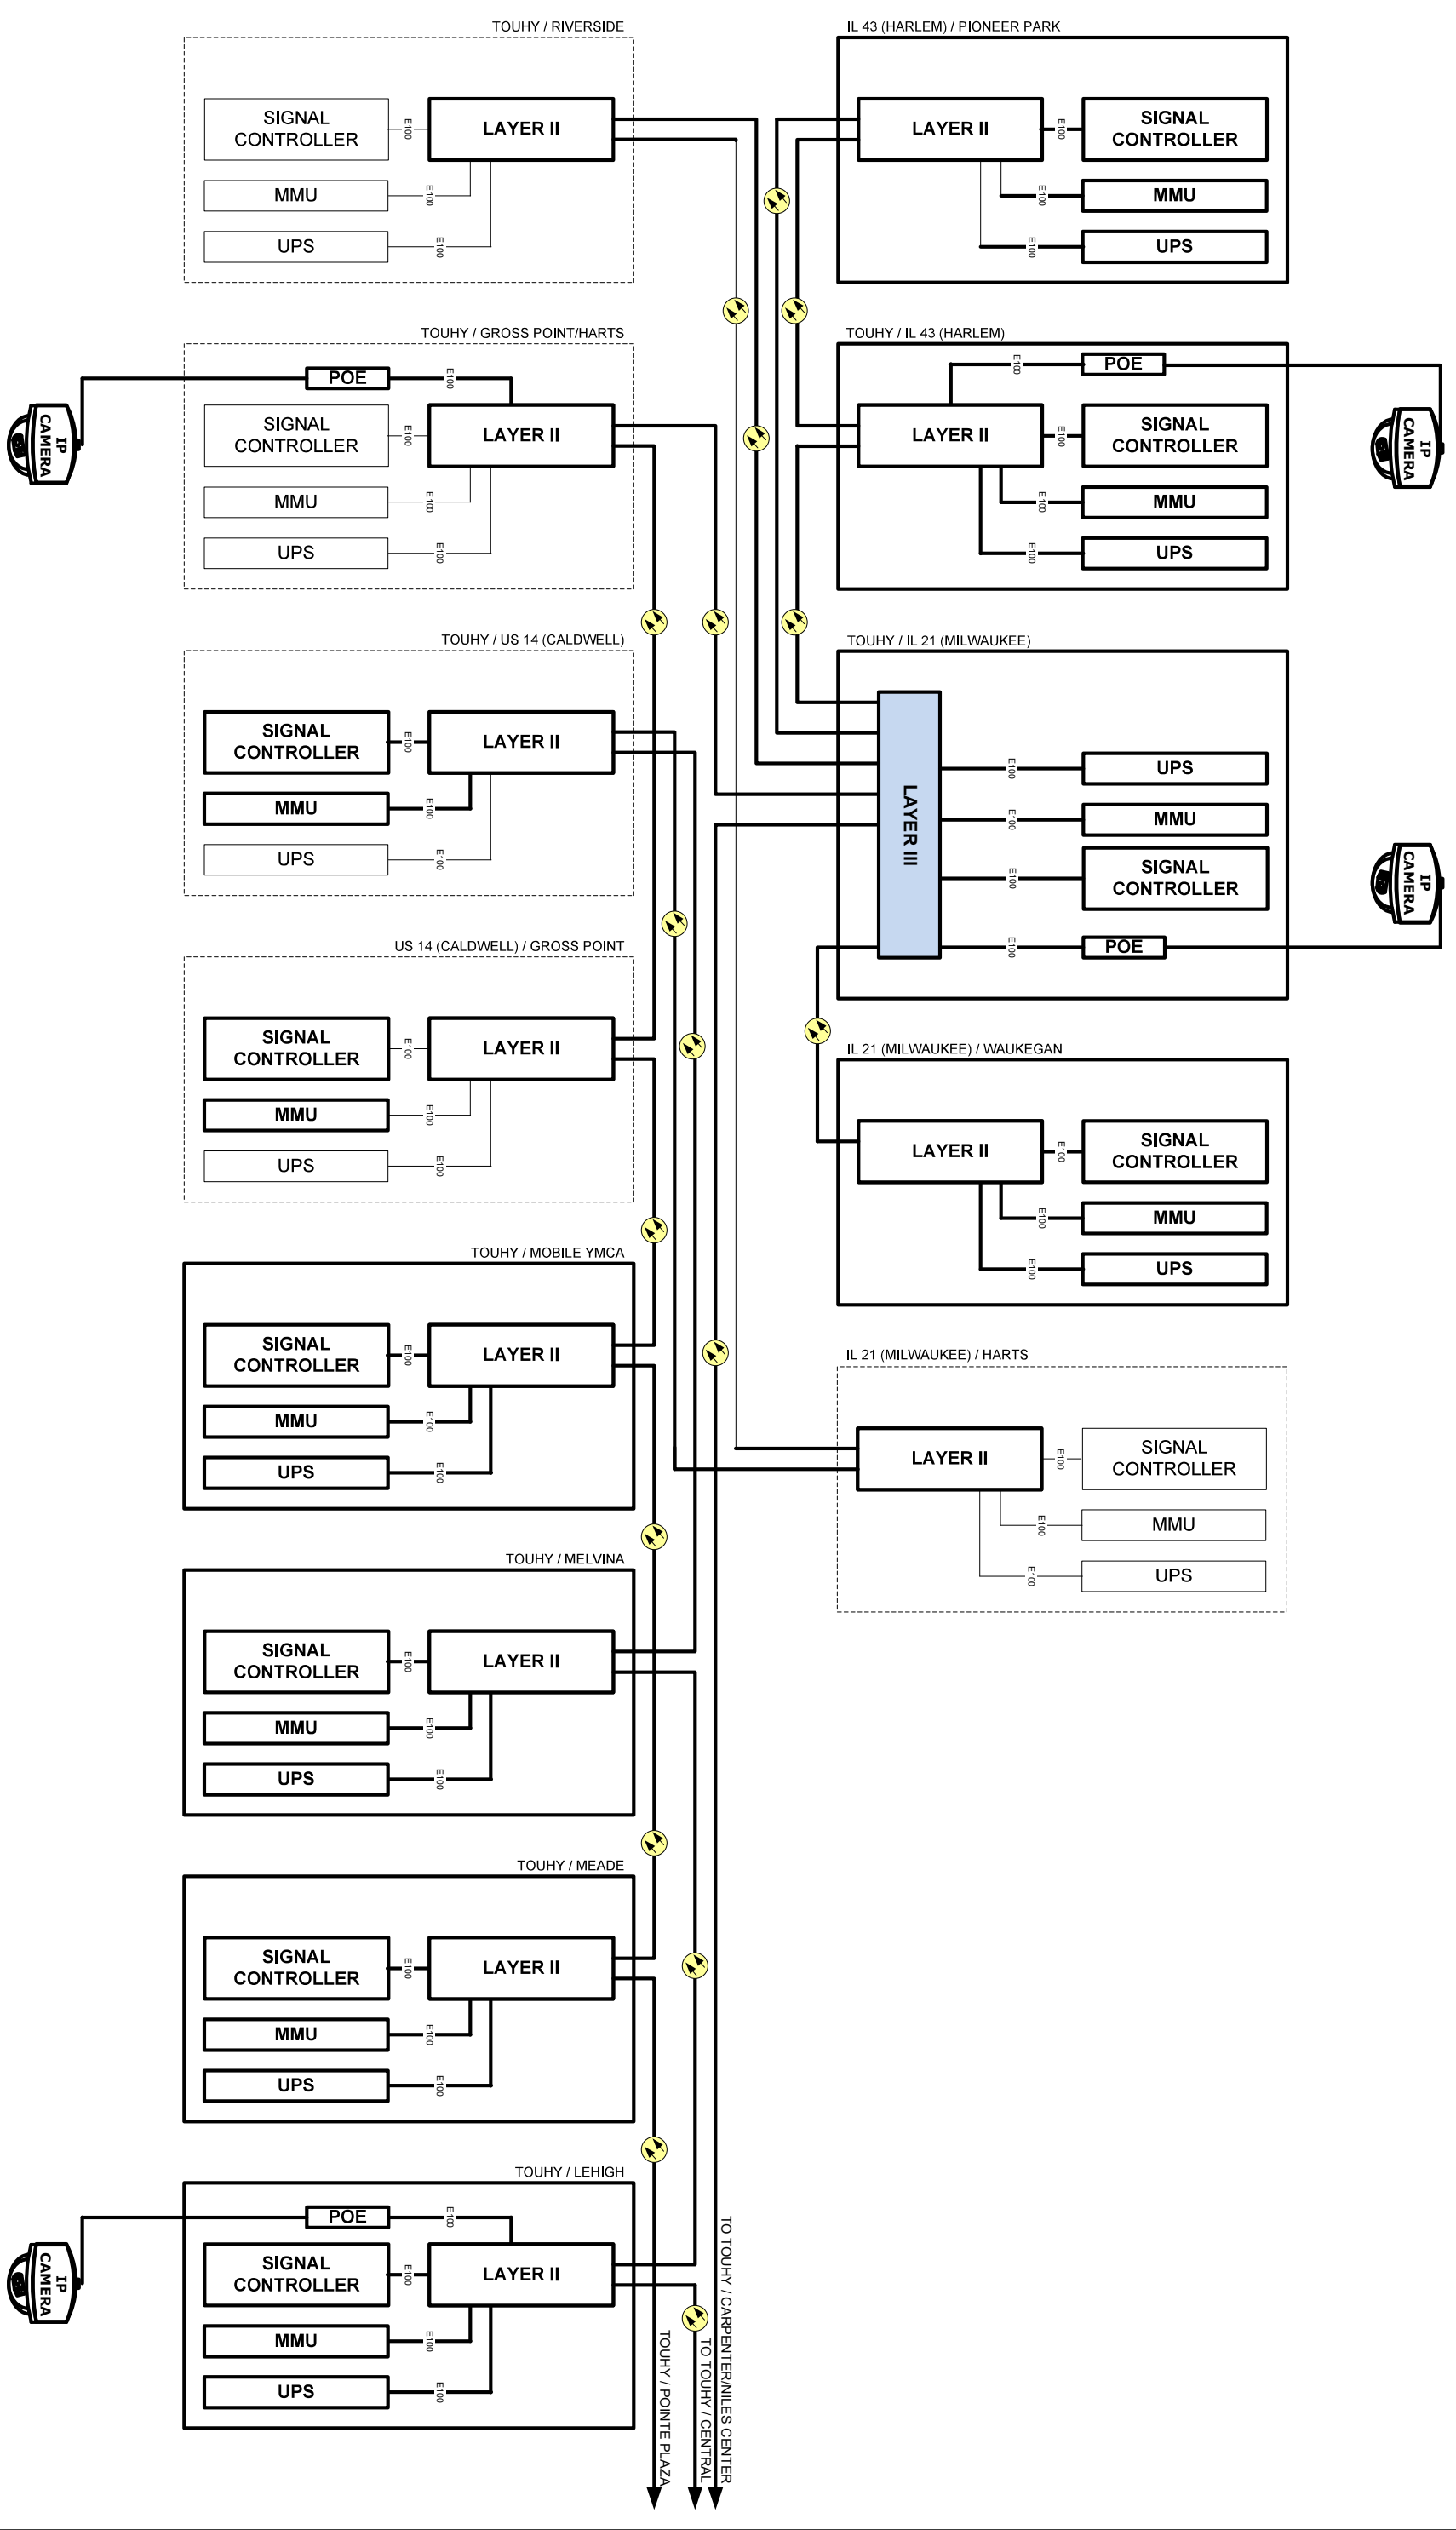 TOUHY / RIVERSIDE
SIGNAL
CONTROLLER
E100
LAYER II
MMU
E100
UPS
E100
TOUHY / GROSS POINT/HARTS
POE
E100
IP
CAMERA
SIGNAL
CONTROLLER
E100
LAYER II
MMU
E100
UPS
E100
TOUHY / US 14 (CALDWELL)
SIGNAL
CONTROLLER
E100
LAYER II
MMU
E100
UPS
E100
US 14 (CALDWELL) / GROSS POINT
SIGNAL
CONTROLLER
E100
LAYER II
MMU
E100
UPS
E100
TOUHY / MOBILE YMCA
SIGNAL
CONTROLLER
E100
LAYER II
MMU
E100
UPS
E100
TOUHY / MELVINA
SIGNAL
CONTROLLER
E100
LAYER II
MMU
E100
UPS
E100
TOUHY / MEADE
SIGNAL
CONTROLLER
E100
LAYER II
MMU
E100
UPS
E100
TOUHY / LEHIGH
POE
E100
IP
CAMERA
SIGNAL
CONTROLLER
E100
LAYER II
MMU
E100
UPS
E100
TOUHY / POINTE PLAZA
TO TOUHY / CENTRAL
TO TOUHY / CARPENTER/NILES CENTER
IL 43 (HARLEM) / PIONEER PARK
LAYER II
E100
SIGNAL
CONTROLLER
E100
MMU
E100
UPS
TOUHY / IL 43 (HARLEM)
E100
POE
IP
CAMERA
LAYER II
E100
SIGNAL
CONTROLLER
E100
MMU
E100
UPS
TOUHY / IL 21 (MILWAUKEE)
LAYER III
E100
UPS
E100
MMU
E100
SIGNAL
CONTROLLER
E100
POE
IP
CAMERA
IL 21 (MILWAUKEE) / WAUKEGAN
LAYER II
E100
SIGNAL
CONTROLLER
E100
MMU
E100
UPS
IL 21 (MILWAUKEE) / HARTS
LAYER II
E100
SIGNAL
CONTROLLER
E100
MMU
E100
UPS